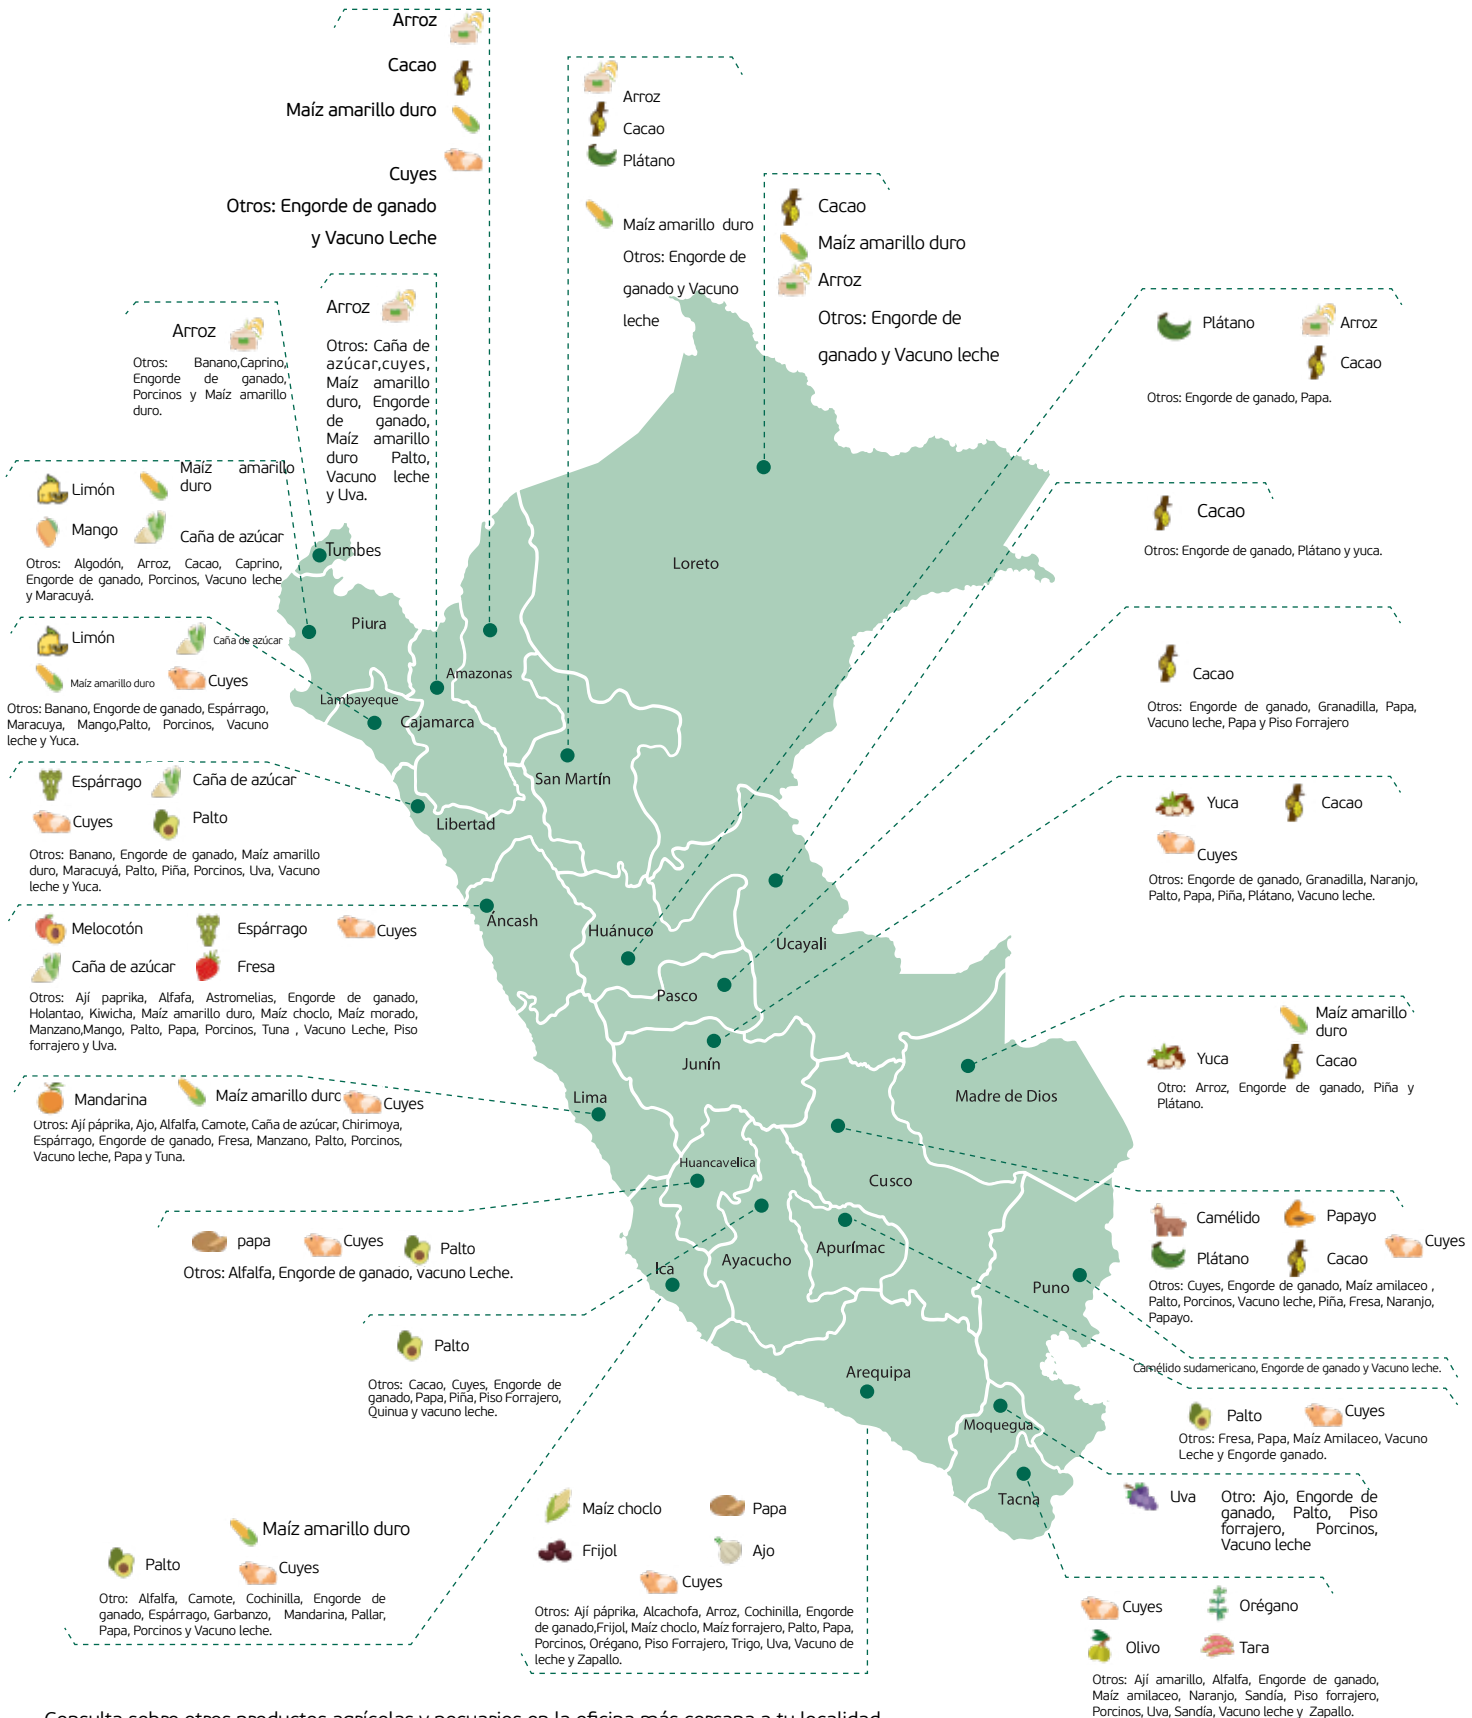 Arroz
Cacao
Maíz amarillo duro
Cuyes
Otros: Engorde de ganado
y Vacuno Leche
Arroz
Cacao
Plátano
Maíz amarillo duro
Otros: Engorde de
ganado y Vacuno
leche
Cacao
Maíz amarillo duro
Arroz
Otros: Engorde de
ganado y Vacuno leche
Arroz
Otros: Banano,Caprino,
Engorde de ganado,
Porcinos y Maíz amarillo
duro.
Arroz
Otros: Caña de
azúcar,cuyes,
Maíz amarillo
duro, Engorde
de ganado,
Maíz amarillo
duro Palto,
Vacuno leche
y Uva.
Plátano
Arroz
Cacao
Otros: Engorde de ganado, Papa.
Limón
Maíz amarillo
duro
Mango
Caña de azúcar
Otros: Algodón, Arroz, Cacao, Caprino,
Engorde de ganado, Porcinos, Vacuno leche
y Maracuyá.
Cacao
Otros: Engorde de ganado, Plátano y yuca.
Limón
Caña de azúcar
Maíz amarillo duro
Cuyes
Otros: Banano, Engorde de ganado, Espárrago,
Maracuya, Mango,Palto, Porcinos, Vacuno
leche y Yuca.
Cacao
Otros: Engorde de ganado, Granadilla, Papa,
Vacuno leche, Papa y Piso Forrajero
Espárrago
Caña de azúcar
Cuyes
Palto
Otros: Banano, Engorde de ganado, Maíz amarillo
duro, Maracuyá, Palto, Piña, Porcinos, Uva, Vacuno
leche y Yuca.
Yuca
Cacao
Cuyes
Otros: Engorde de ganado, Granadilla, Naranjo,
Palto, Papa, Piña, Plátano, Vacuno leche.
Melocotón
Espárrago
Cuyes
Caña de azúcar
Fresa
Otros: Ají paprika, Alfafa, Astromelias, Engorde de ganado,
Holantao, Kiwicha, Maíz amarillo duro, Maíz choclo, Maíz morado,
Manzano,Mango, Palto, Papa, Porcinos, Tuna , Vacuno Leche, Piso
forrajero y Uva.
Maíz amarillo
duro
Yuca
Cacao
Otro: Arroz, Engorde de ganado, Piña y
Plátano.
Mandarina
Maíz amarillo duro
Cuyes
Otros: Ají páprika, Ajo, Alfalfa, Camote, Caña de azúcar, Chirimoya,
Espárrago, Engorde de ganado, Fresa, Manzano, Palto, Porcinos,
Vacuno leche, Papa y Tuna.
Tumbes
Piura
Loreto
Amazonas
Lambayeque
Cajamarca
San Martín
Libertad
Áncash
Huánuco
Ucayali
Pasco
Junín
Lima
Madre de Dios
Huancavelica
Cusco
Ayacucho
Apurímac
Ica
Puno
Arequipa
Moquegua
Tacna
papa
Cuyes
Palto
Otros: Alfalfa, Engorde de ganado, Vacuno Leche.
Camélido
Papayo
Cuyes
Plátano
Cacao
Otros: Cuyes, Engorde de ganado, Maíz amilaceo ,
Palto, Porcinos, Vacuno leche, Piña, Fresa, Naranjo,
Papayo.
Palto
Otros: Cacao, Cuyes, Engorde de
ganado, Papa, Piña, Piso Forrajero,
Quinua y vacuno leche.
Camélido sudamericano, Engorde de ganado y Vacuno leche.
Palto
Cuyes
Otros: Fresa, Papa, Maíz Amilaceo, Vacuno
Leche y Engorde ganado.
Uva
Otro: Ajo, Engorde de
ganado, Palto, Piso
forrajero, Porcinos,
Vacuno leche
Maíz amarillo duro
Palto
Cuyes
Otro: Alfalfa, Camote, Cochinilla, Engorde de
ganado, Espárrago, Garbanzo, Mandarina, Pallar,
Papa, Porcinos y Vacuno leche.
Maíz choclo
Papa
Frijol
Ajo
Cuyes
Otros: Ají páprika, Alcachofa, Arroz, Cochinilla, Engorde
de ganado,Frijol, Maíz choclo, Maíz forrajero, Palto, Papa,
Porcinos, Orégano, Piso Forrajero, Trigo, Uva, Vacuno de
leche y Zapallo.
Cuyes
Orégano
Olivo
Tara
Otros: Ají amarillo, Alfalfa, Engorde de ganado,
Maíz amilaceo, Naranjo, Sandía, Piso forrajero,
Porcinos, Uva, Sandía, Vacuno leche y Zapallo.
Consulta sobre otros productos agrícolas y pecuarios en la oficina más cercana a tu localidad